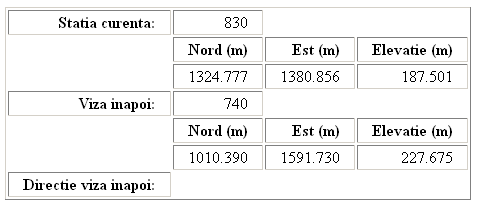 Statia curenta: 830
Nord (m) Est (m) Elevatie (m)
1324.777 1380.856 187.501
Viza inapoi: 740
Nord (m) Est (m) Elevatie (m)
1010.390 1591.730 227.675
Directie viza inapoi: